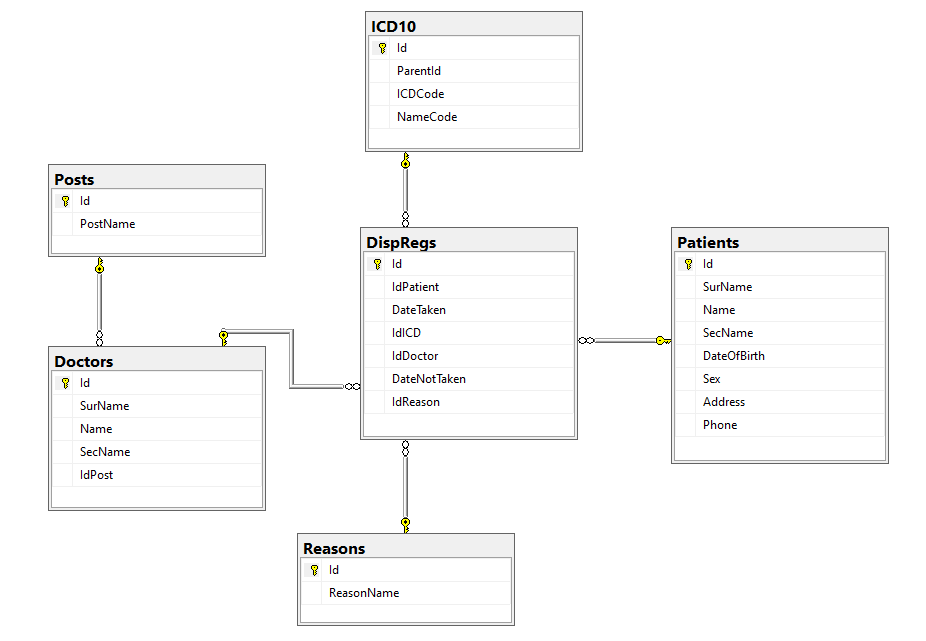 ICD10
Id
ParentId
ICDCode
NameCode
Posts
Id
PostName
DispRegs
Id
IdPatient
DateTaken
IdICD
IdDoctor
DateNotTaken
IdReason
Patients
Id
SurName
Name
SecName
DateOfBirth
Sex
Address
Phone
Doctors
Id
SurName
Name
SecName
IdPost
Reasons
Id
ReasonName